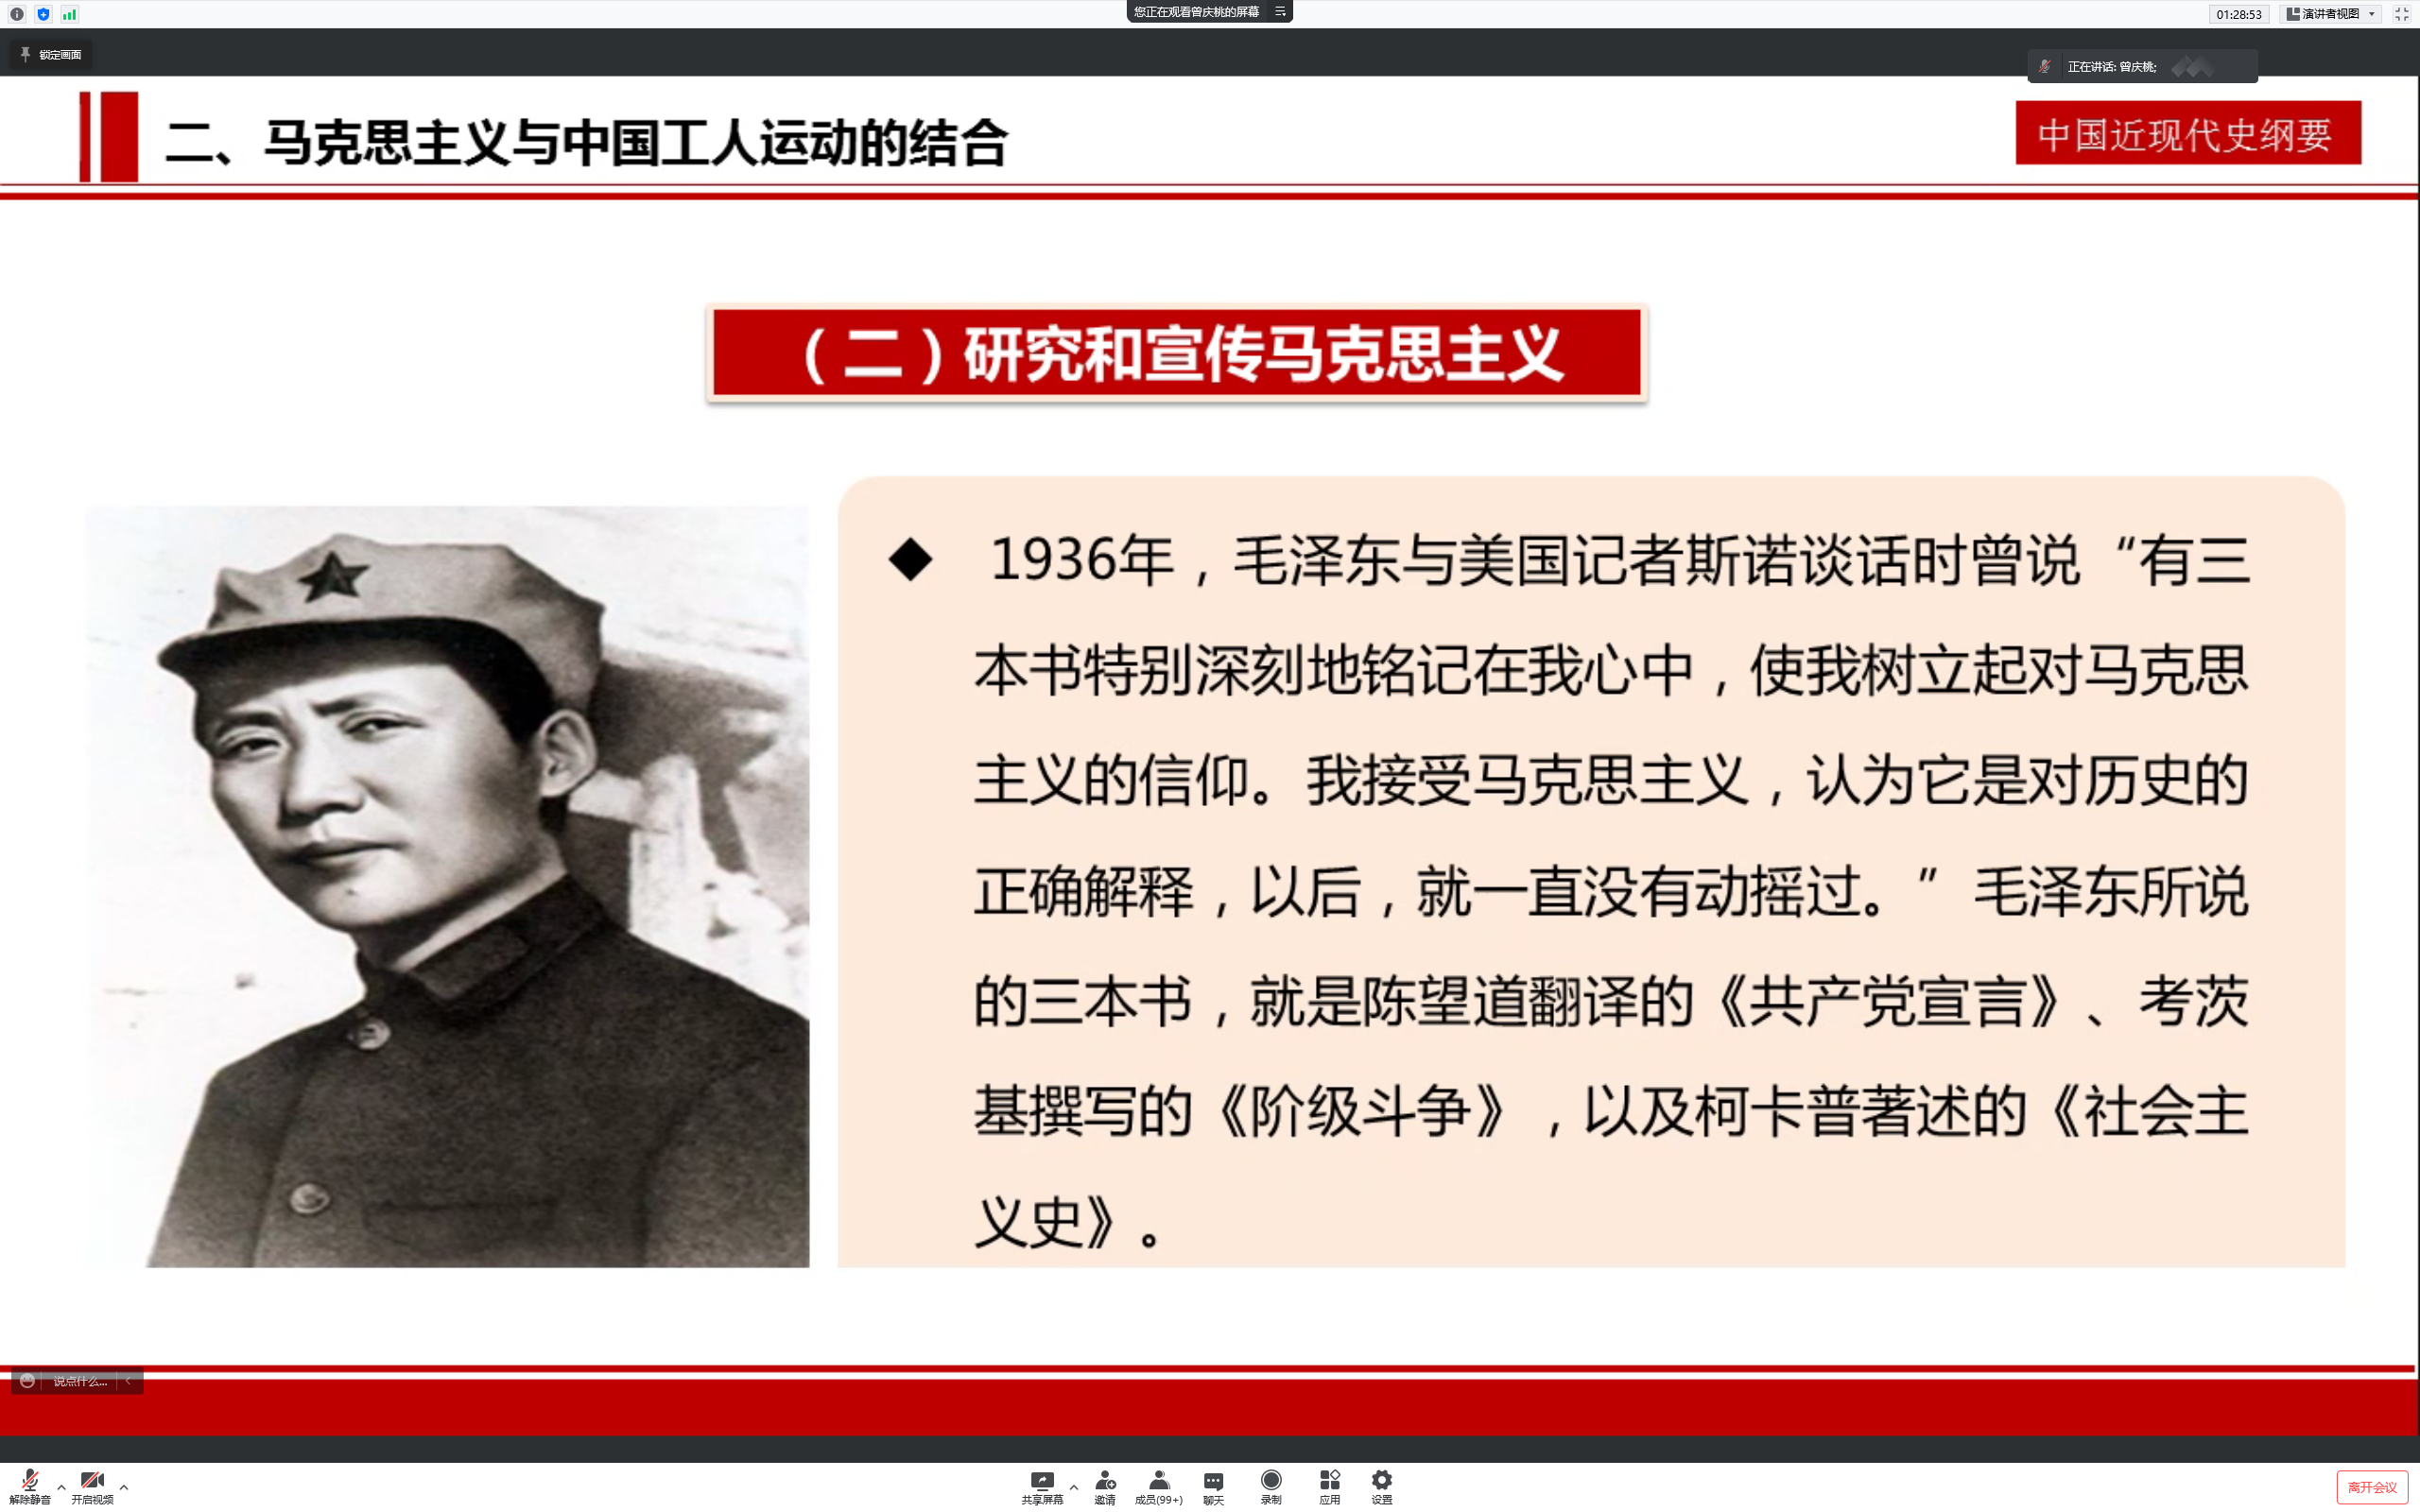 您正在观看曾庆桃的屏幕
01:28:53
演讲者视图
锁定画面
正在讲话: 曾庆桃;
二、马克思主义与中国工人运动的结合
中国近现代史纲要
（二）研究和宣传马克思主义
◆ 1936年，毛泽东与美国记者斯诺谈话时曾说“有三
本书特别深刻地铭记在我心中，使我树立起对马克思
主义的信仰。我接受马克思主义，认为它是对历史的
正确解释，以后，就一直没有动摇过。”毛泽东所说
的三本书，就是陈望道翻译的《共产党宣言》、考茨
基撰写的《阶级斗争》，以及柯卡普著述的《社会主
义史》。
说点什么...
解除静音
开启视频
共享屏幕
邀请
成员(99+)
聊天
录制
应用
设置
离开会议